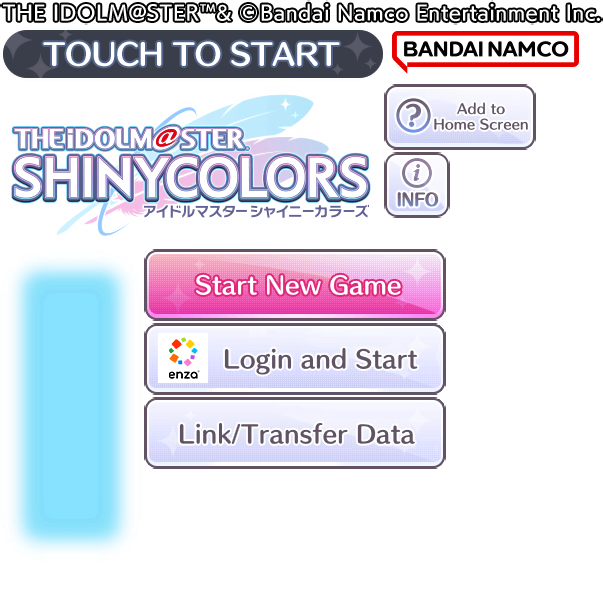 THE IDOLM@STER™& ©Bandai Namco Entertainment Inc.
TOUCH TO START
BANDAI NAMCO
Add to
Home Screen
THE iDOLM@STER
SHINYCOLORS
アイドルマスター シャイニーカラーズ
INFO
Start New Game
enza
Login and Start
Link/Transfer Data